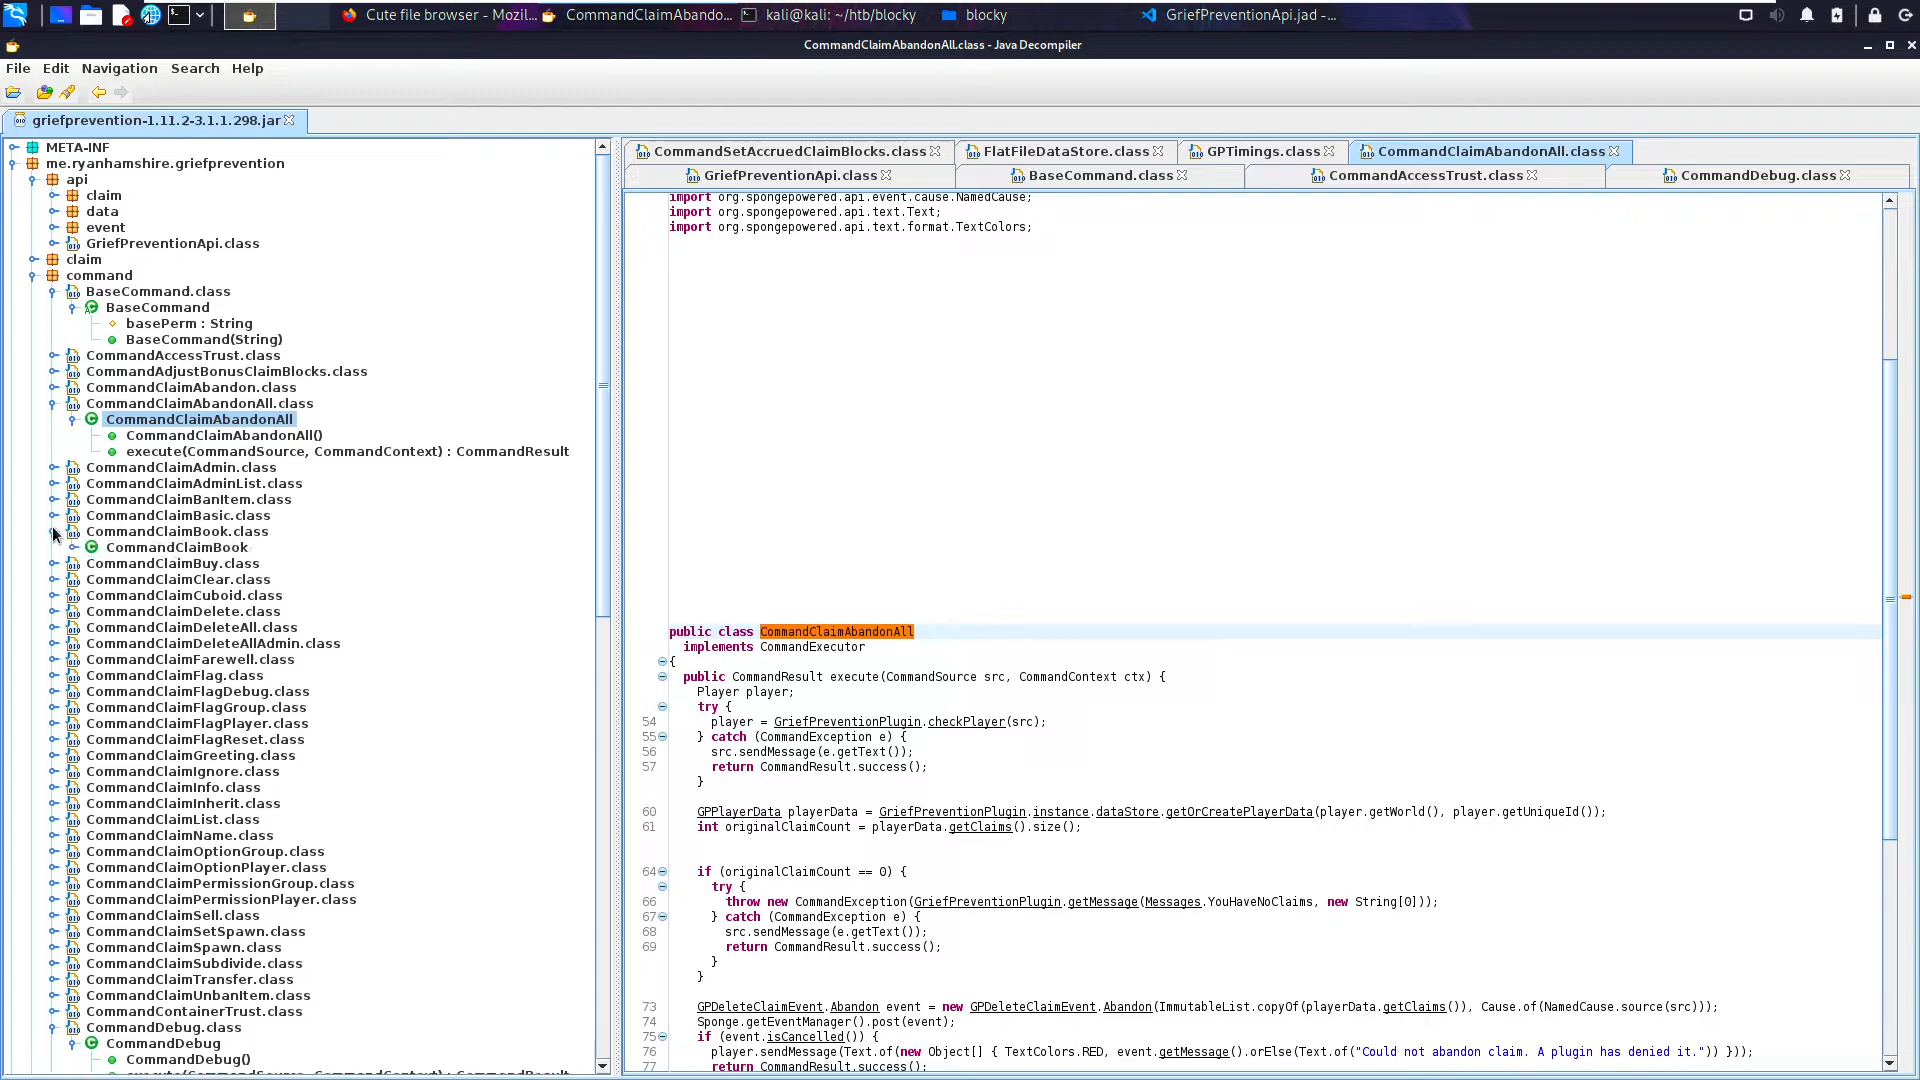 Cute file browser - Mozil...
CommandClaimAbando...
kali@kali: ~/htb/blocky
blocky
GriefPreventionApi.jad -...
CommandClaimAbandonAll.class - Java Decompiler
File Edit Navigation Search Help
griefprevention-1.11.2-3.1.1.298.jar
META-INF
me.ryanhamshire.griefprevention
api
claim
data
event
GriefPreventionApi.class
claim
command
BaseCommand.class
BaseCommand
basePerm : String
BaseCommand(String)
CommandAccessTrust.class
CommandAdjustBonusClaimBlocks.class
CommandClaimAbandon.class
CommandClaimAbandonAll.class
CommandClaimAbandonAll
CommandClaimAbandonAll()
execute(CommandSource, CommandContext) : CommandResult
CommandClaimAdmin.class
CommandClaimAdminList.class
CommandClaimBanItem.class
CommandClaimBasic.class
CommandClaimBook.class
CommandClaimBook
CommandClaimBuy.class
CommandClaimClear.class
CommandClaimCuboid.class
CommandClaimDelete.class
CommandClaimDeleteAll.class
CommandClaimDeleteAllAdmin.class
CommandClaimFarewell.class
CommandClaimFlag.class
CommandClaimFlagDebug.class
CommandClaimFlagGroup.class
CommandClaimFlagPlayer.class
CommandClaimFlagReset.class
CommandClaimGreeting.class
CommandClaimIgnore.class
CommandClaimInfo.class
CommandClaimInherit.class
CommandClaimList.class
CommandClaimName.class
CommandClaimOptionGroup.class
CommandClaimOptionPlayer.class
CommandClaimPermissionGroup.class
CommandClaimPermissionPlayer.class
CommandClaimSell.class
CommandClaimSetSpawn.class
CommandClaimSpawn.class
CommandClaimSubdivide.class
CommandClaimTransfer.class
CommandClaimUnbanItem.class
CommandContainerTrust.class
CommandDebug.class
CommandDebug
CommandDebug()
execute(CommandSource, CommandContext) : CommandResult
CommandSetAccruedClaimBlocks.class FlatFileDataStore.class GPTimings.class CommandClaimAbandonAll.class
GriefPreventionApi.class BaseCommand.class CommandAccessTrust.class CommandDebug.class
import org.spongepowered.api.event.cause.NamedCause;
import org.spongepowered.api.text.Text;
import org.spongepowered.api.text.format.TextColors;
public class CommandClaimAbandonAll
implements CommandExecutor
{
public CommandResult execute(CommandSource src, CommandContext ctx) {
Player player;
try {
54 player = GriefPreventionPlugin.checkPlayer(src);
55 } catch (CommandException e) {
56 src.sendMessage(e.getText());
57 return CommandResult.success();
}
60 GPPlayerData playerData = GriefPreventionPlugin.instance.dataStore.getOrCreatePlayerData(player.getWorld(), player.getUniqueId());
61 int originalClaimCount = playerData.getClaims().size();
64 if (originalClaimCount == 0) {
try {
66 throw new CommandException(GriefPreventionPlugin.getMessage(Messages.YouHaveNoClaims, new String[0]));
67 } catch (CommandException e) {
68 src.sendMessage(e.getText());
69 return CommandResult.success();
}
}
73 GPDeleteClaimEvent.Abandon event = new GPDeleteClaimEvent.Abandon(ImmutableList.copyOf(playerData.getClaims()), Cause.of(NamedCause.source(src)));
74 Sponge.getEventManager().post(event);
75 if (event.isCancelled()) {
76 player.sendMessage(Text.of(new Object[] { TextColors.RED, event.getMessage().orElse(Text.of("Could not abandon claim. A plugin has denied it.")) }));
77 return CommandResult.success();